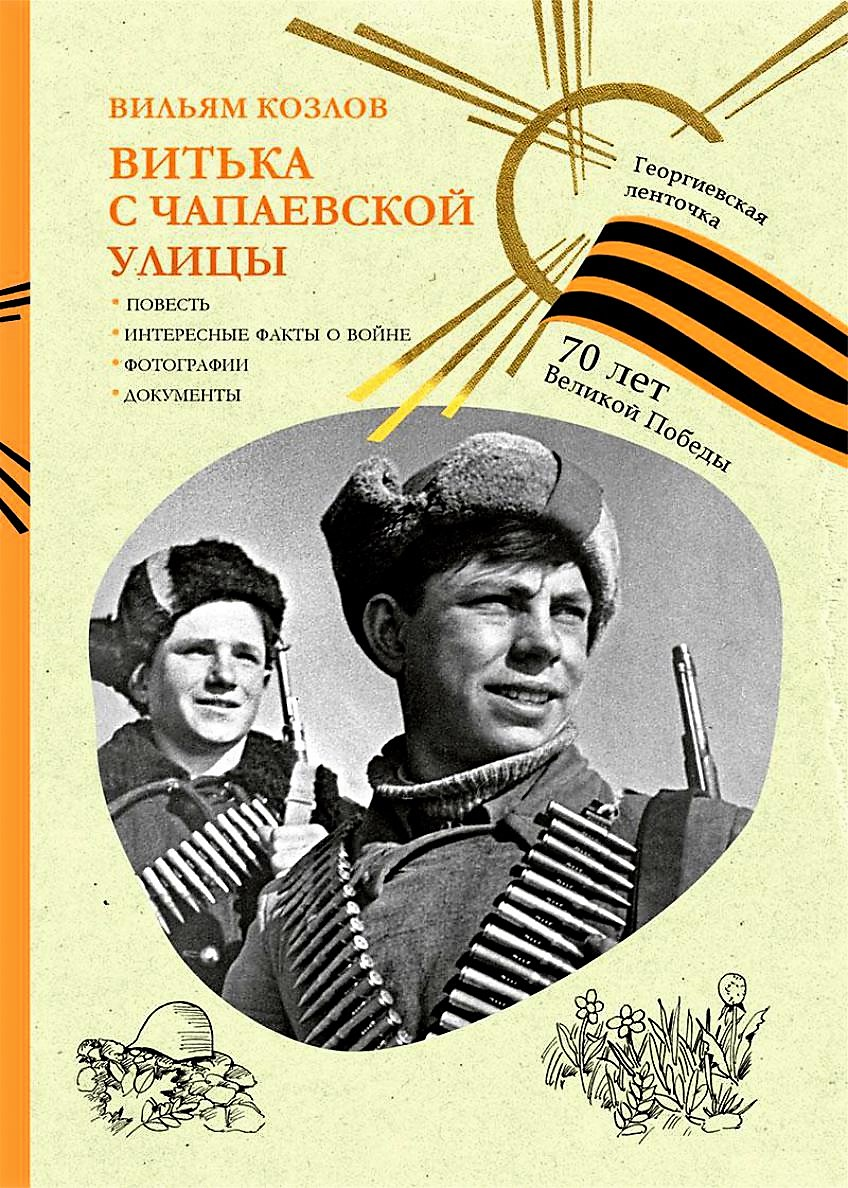 ВИЛЬЯМ КОЗЛОВ
ВИТЬКА
С ЧАПАЕВСКОЙ
УЛИЦЫ
• ПОВЕСТЬ
• ИНТЕРЕСНЫЕ ФАКТЫ О ВОЙНЕ
• ФОТОГРАФИИ
• ДОКУМЕНТЫ
Георгиевская
ленточка
70 лет
Великой Победы